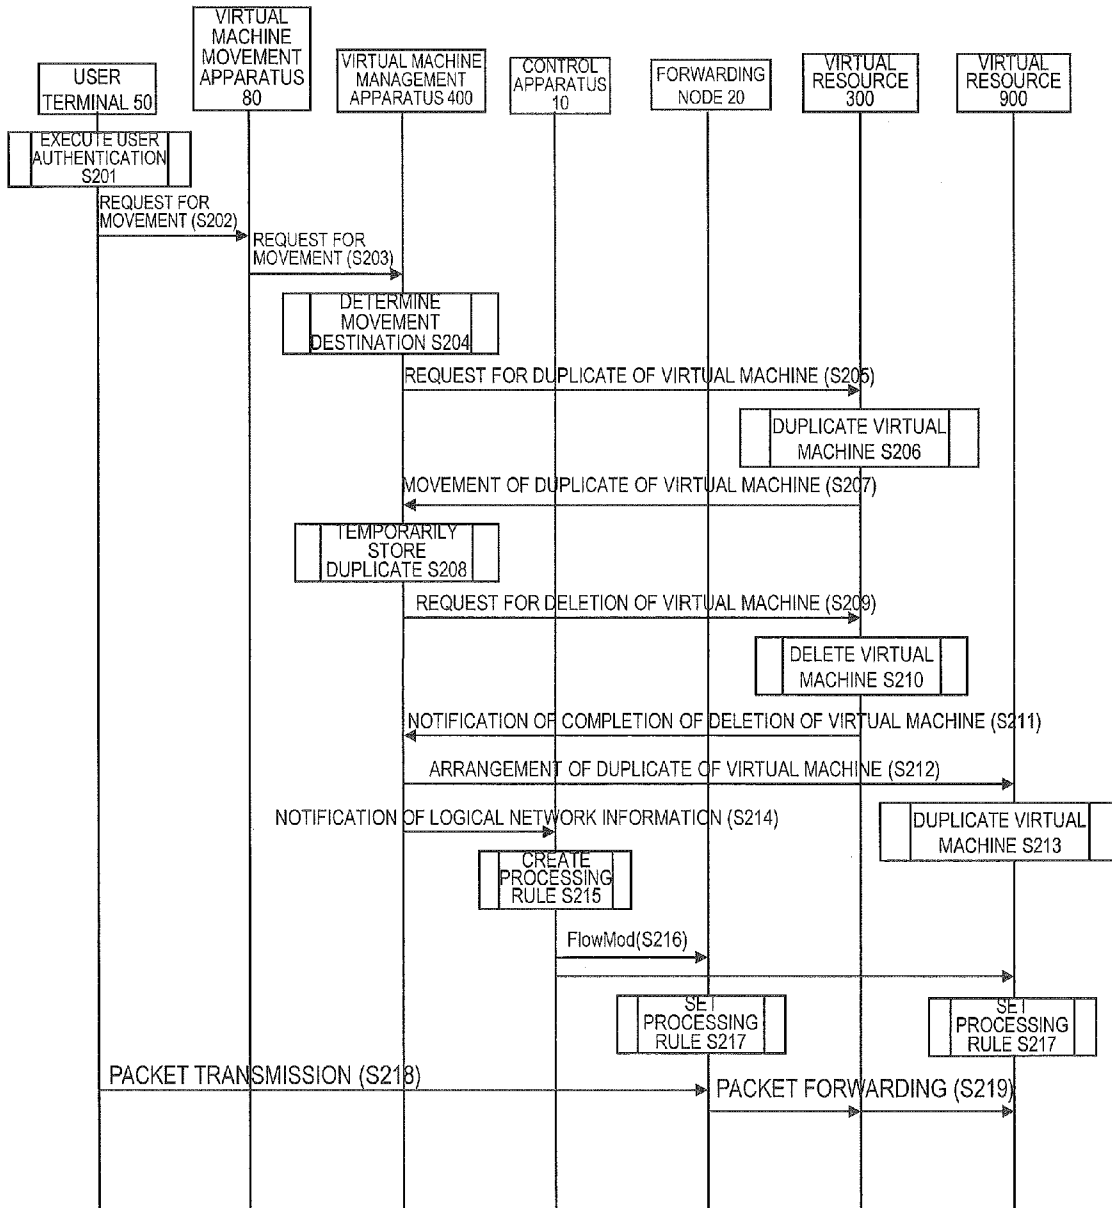 VIRTUAL
MACHINE
MOVEMENT
APPARATUS
80
USER
TERMINAL 50
VIRTUAL MACHINE
MANAGEMENT
APPARATUS 400
CONTROL
APPARATUS
10
FORWARDING
NODE 20
VIRTUAL
RESOURCE
300
VIRTUAL
RESOURCE
900
EXECUTE USER
AUTHENTICATION
S201
REQUEST FOR
MOVEMENT (S202)
REQUEST FOR
MOVEMENT (S203)
DETERMINE
MOVEMENT
DESTINATION S204
REQUEST FOR DUPLICATE OF VIRTUAL MACHINE (S205)
DUPLICATE VIRTUAL
MACHINE S206
MOVEMENT OF DUPLICATE OF VIRTUAL MACHINE (S207)
TEMPORARILY
STORE
DUPLICATE S208
REQUEST FOR DELETION OF VIRTUAL MACHINE (S209)
DELETE VIRTUAL
MACHINE S210
NOTIFICATION OF COMPLETION OF DELETION OF VIRTUAL MACHINE (S211)
ARRANGEMENT OF DUPLICATE OF VIRTUAL MACHINE (S212)
NOTIFICATION OF LOGICAL NETWORK INFORMATION (S214)
DUPLICATE VIRTUAL
MACHINE S213
CREATE
PROCESSING
RULE S215
FlowMod(S216)
SET
PROCESSING
RULE S217
SET
PROCESSING
RULE S217
PACKET TRANSMISSION (S218)
PACKET FORWARDING (S219)